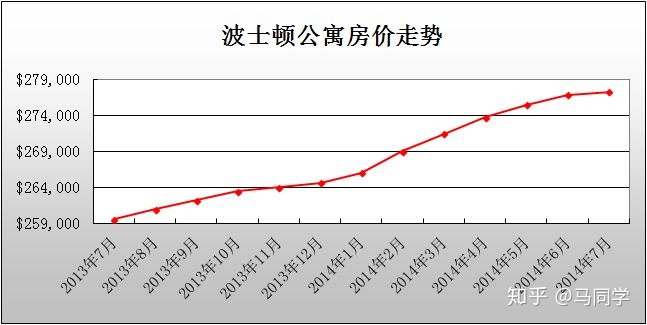 波士顿公寓房价走势
$279,000
$274,000
$269,000
$264,000
$259,000
2013年7月
2013年8月
2013年9月
2013年10月
2013年11月
2013年12月
2014年1月
2014年2月
2014年3月
2014年4月
2014年5月
2014年6月
2014年7月
知乎 @马同学